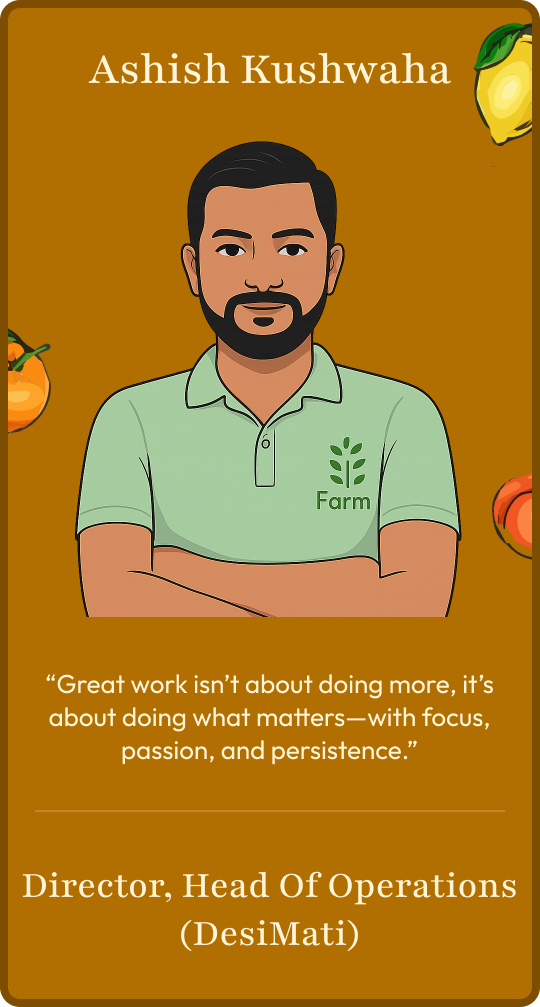 Ashish Kushwaha
Farm
“Great work isn’t about doing more, it’s
about doing what matters—with focus,
passion, and persistence.”
Director, Head Of Operations
(DesiMati)